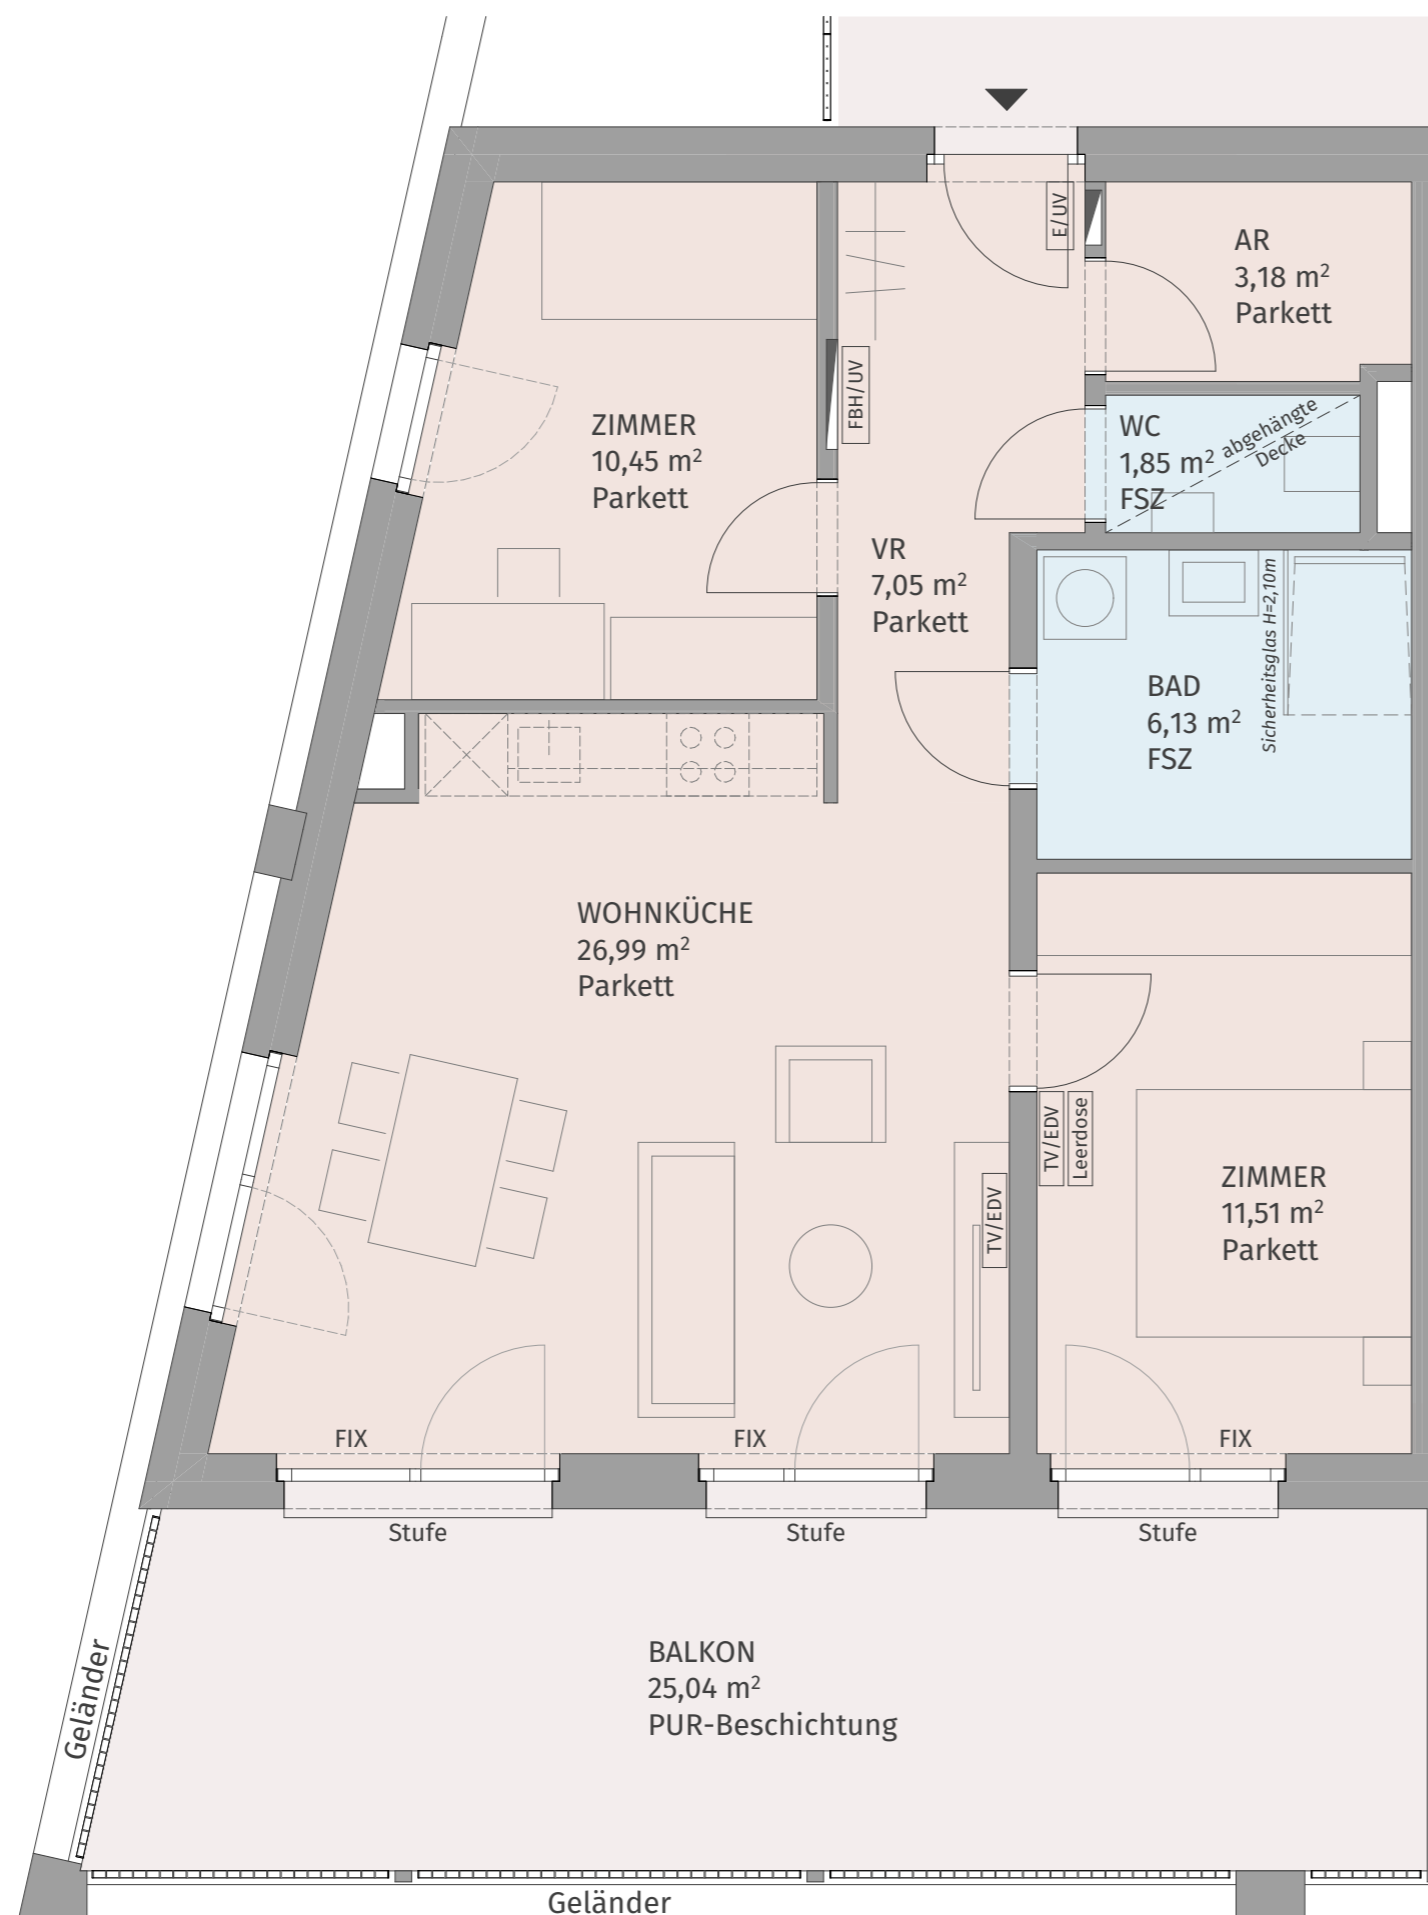 E/UV
AR
3,18 m²
Parkett
FBH/UV
ZIMMER
10,45 m²
Parkett
WC
1,85 m²
FSZ
abgehängte
Decke
VR
7,05 m²
Parkett
BAD
6,13 m²
FSZ
Sicherheitsglas H=2,10m
WOHNKÜCHE
26,99 m²
Parkett
TV/EDV
Leerdose
TV/EDV
ZIMMER
11,51 m²
Parkett
FIX
FIX
FIX
Stufe
Stufe
Stufe
BALKON
25,04 m²
PUR-Beschichtung
Geländer
Geländer